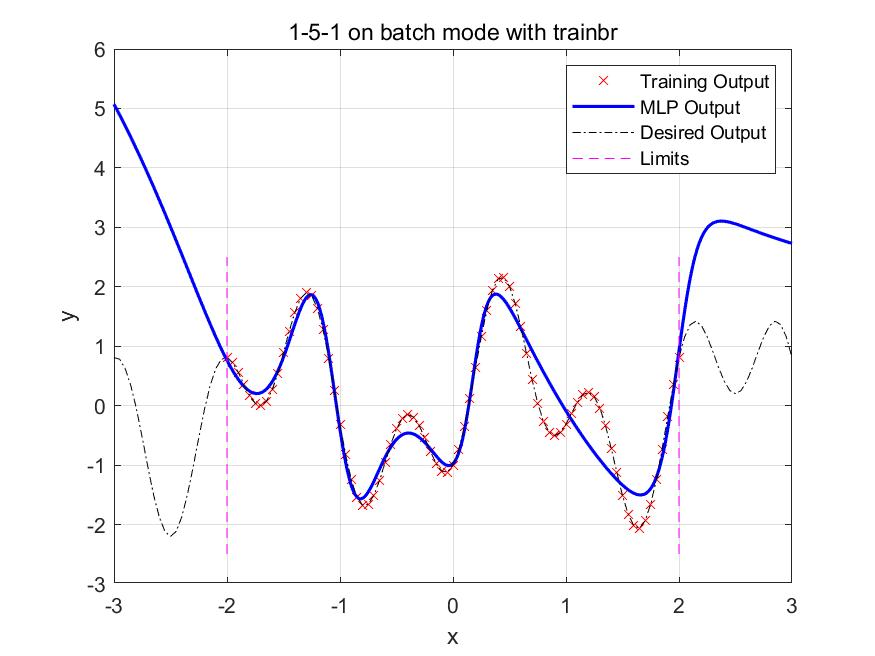 1-5-1 on batch mode with trainbr
6
5
4
3
2
1
0
-1
-2
-3
y
Training Output
MLP Output
Desired Output
Limits
-3 -2 -1 0 1 2 3
x